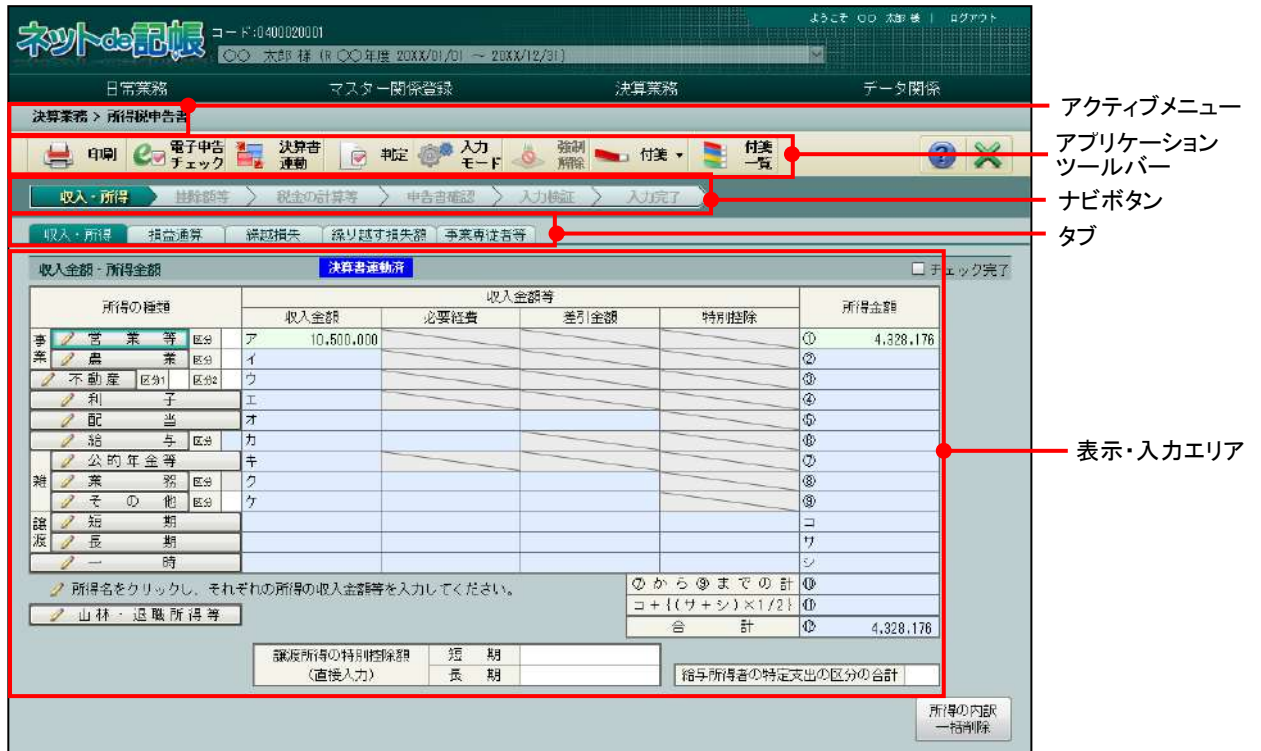 ようこそ 〇〇 太郎 様 | ログアウト
ネットde記帳 コード:0400020001
〇〇 太郎 様 (R 〇〇年度 20XX/01/01 ～ 20XX/12/31)
日常業務 マスター関係登録 決算業務 データ関係
決算業務 > 所得税申告書
アクティブメニュー
印刷 電子申告チェック 決算書連動 判定 入力モード 強制解除 付箋 ▼ 付箋一覧 ?
アプリケーション
ツールバー
収入・所得 控除額等 税金の計算等 申告書確認 入力検証 入力完了
ナビボタン
収入・所得 損益通算 繰越損失 繰り越す損失額 事業専従者等
タブ
収入金額・所得金額 決算書連動済 チェック完了
所得の種類 収入金額等 所得金額
収入金額 必要経費 差引金額 特別控除
事業 営業等 区分 ア 10,500,000 ① 4,328,176
農業 区分 イ ②
不動産 区分1 区分2 ウ ③
利子 エ ④
配当 オ ⑤
給与 区分 カ ⑥
雑 公的年金等 キ ⑦
業務 区分 ク ⑧
その他 区分 ケ ⑨
譲渡 短期 コ
長期 サ
一時 シ
表示・入力エリア
所得名をクリックし、それぞれの所得の収入金額等を入力してください。
⑦から⑨までの計 ⑩
山林・退職所得等
コ+{(サ+シ)×1/2} ⑪
合計 ⑫ 4,328,176
譲渡所得の特別控除額 短期
(直接入力) 長期
給与所得者の特定支出の区分の合計
所得の内訳
一括削除